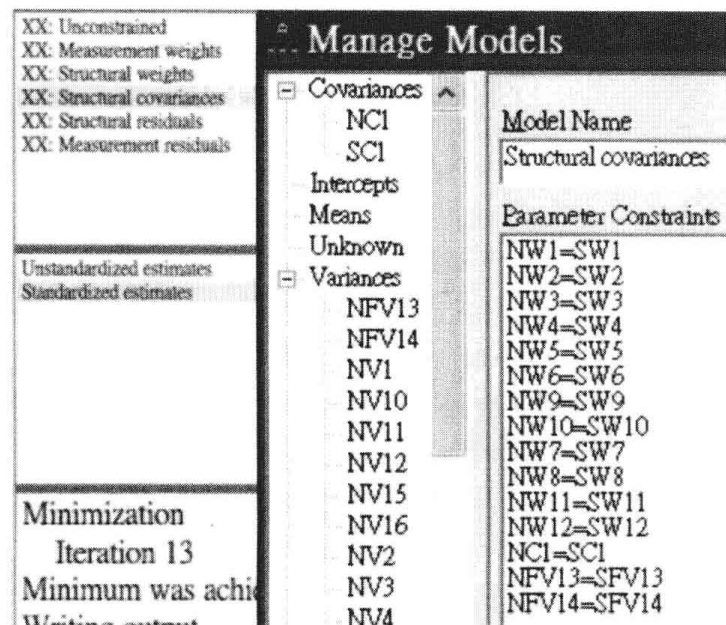 XX: Unconstrained
XX: Measurement weights
XX: Structural weights
XX: Structural covariances
XX: Structural residuals
XX: Measurement residuals
Unstandardized estimates
Standardized estimates
Minimization
Iteration 13
Minimum was achie
Writing output
Manage Models
Covariances
NC1
SC1
Intercepts
Means
Unknown
Variances
NFV13
NFV14
NV1
NV10
NV11
NV12
NV15
NV16
NV2
NV3
NV4
Model Name
Structural covariances
Parameter Constraints
NW1=SW1
NW2=SW2
NW3=SW3
NW4=SW4
NW5=SW5
NW6=SW6
NW9=SW9
NW10=SW10
NW7=SW7
NW8=SW8
NW11=SW11
NW12=SW12
NC1=SC1
NFV13=SFV13
NFV14=SFV14